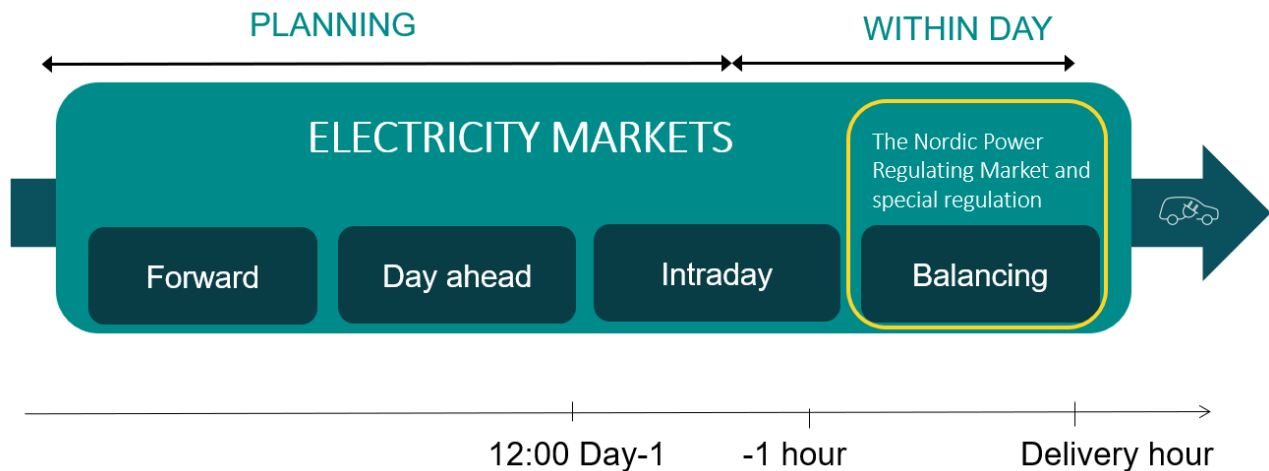 PLANNING
WITHIN DAY
ELECTRICITY MARKETS
The Nordic Power
Regulating Market and
special regulation
Forward
Day ahead
Intraday
Balancing
12:00 Day-1
-1 hour
Delivery hour